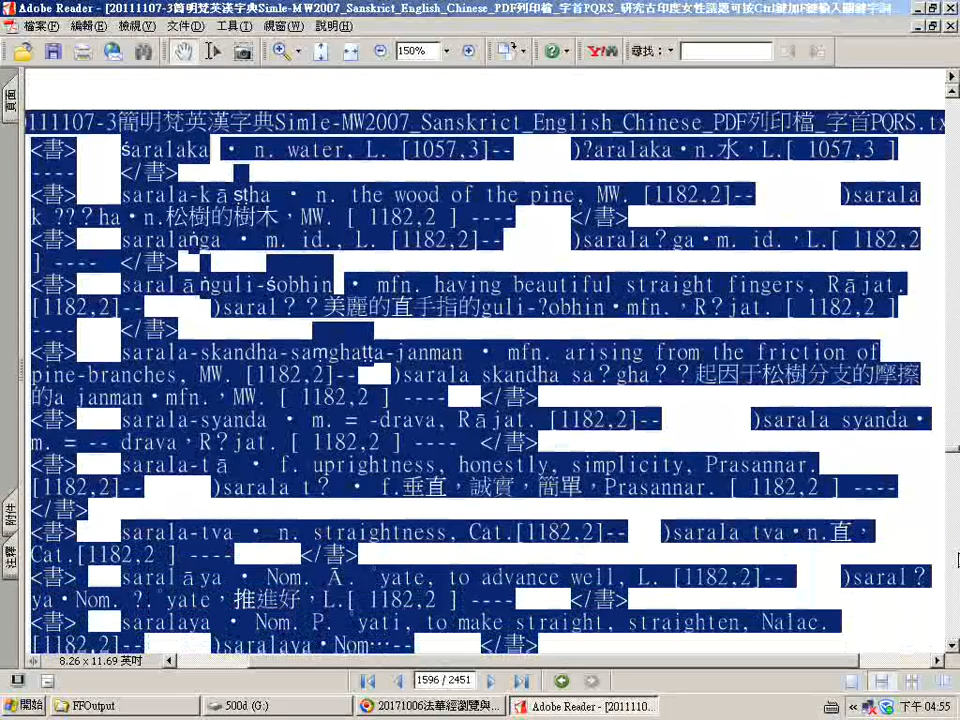 Adobe Reader - [20111107-3簡明梵英漢字典Simle-MW2007_Sanskrit_English_Chinese_PDF列印檔_字首PQRS_研究古印度女性議題可按Ctrl鍵加F鍵輸入關鍵字詞
檔案(F) 編輯(E) 檢視(V) 文件(D) 工具(T) 視窗(W) 說明(H)
150% Y! 尋找:
頁面
附件
注釋
)111107-3簡明梵英漢字典Simle-MW2007_Sanskrict_English_Chinese_PDF列印檔_字首PQRS.tx
<書> śaralaka • n. water, L. [1057,3]-- )?aralaka•n.水,L.[ 1057,3 ]
---- </書>
<書> sarala-kāṣṭha • n. the wood of the pine, MW. [1182,2]-- )sarala
k ???ha•n.松樹的樹木,MW. [ 1182,2 ] ---- </書>
<書> saralaṅga • m. id., L. [1182,2]-- )sarala?ga•m. id.,L.[ 1182,2
] ---- </書>
<書> saralāṅguli-śobhin • mfn. having beautiful straight fingers, Rājat.
[1182,2]-- )saral??美麗的直手指的guli-?obhin•mfn.,R?jat. [ 1182,2 ]
---- </書>
<書> sarala-skandha-saṃghaṭṭa-janman • mfn. arising from the friction of
pine-branches, MW. [1182,2]-- )sarala skandha sa?gha??起因于松樹分支的摩擦
的a janman•mfn.,MW. [ 1182,2 ] ---- </書>
<書> sarala-syanda • m. = -drava, Rājat. [1182,2]-- )sarala syanda•
m. = -- drava,R?jat. [ 1182,2 ] ---- </書>
<書> sarala-tā • f. uprightness, honestly, simplicity, Prasannar.
[1182,2]-- )sarala t? • f.垂直,誠實,簡單,Prasannar. [ 1182,2 ] ----
</書>
<書> sarala-tva • n. straightness, Cat.[1182,2]-- )sarala tva•n.直,
Cat.[1182,2 ] ---- </書>
<書> saralāya • Nom. Ā. °yate, to advance well, L. [1182,2]-- )saral?
ya•Nom. ?.°yate,推進好,L.[ 1182,2 ] ---- </書>
<書> saralaya • Nom. P. °yati, to make straight, straighten, Nalac.
[1182,2]-- )saralaya•Nom…-- </書>
8.26 x 11.69 英吋
1596 / 2451
開始 FFOutput 500d (G:) 20171006法華經瀏覽與... Adobe Reader - [2011110... 下午 04:55